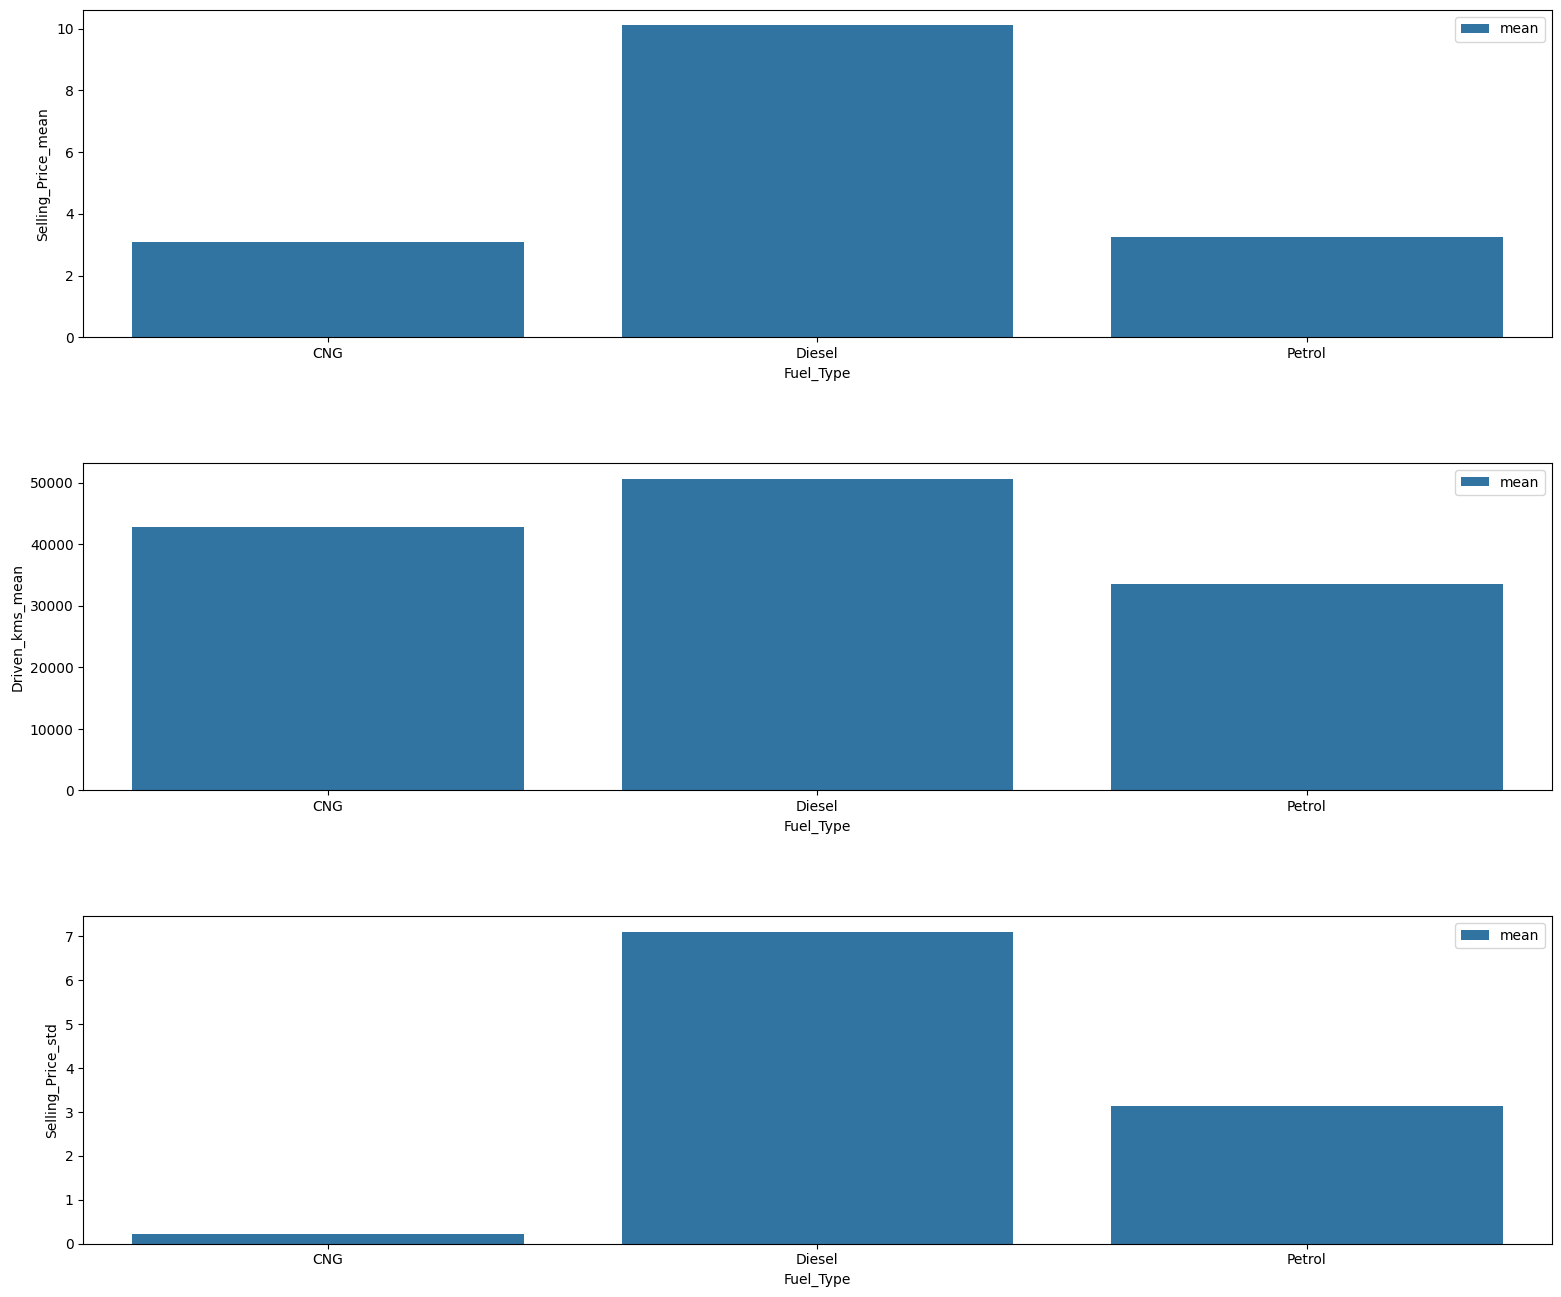 10
8
6
4
2
0
Selling_Price_mean
mean
CNG
Diesel
Petrol
Fuel_Type
50000
40000
30000
20000
10000
0
Driven_kms_mean
mean
CNG
Diesel
Petrol
Fuel_Type
7
6
5
4
3
2
1
0
Selling_Price_std
mean
CNG
Diesel
Petrol
Fuel_Type